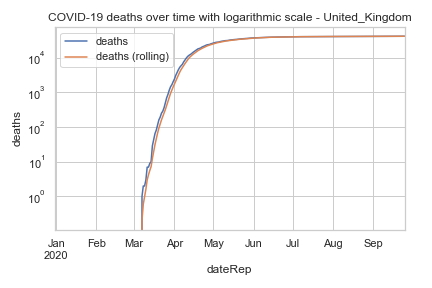 COVID-19 deaths over time with logarithmic scale - United_Kingdom
deaths
deaths (rolling)
10⁴
10³
10²
10¹
10⁰
deaths
Jan Feb Mar Apr May Jun Jul Aug Sep
2020
dateRep